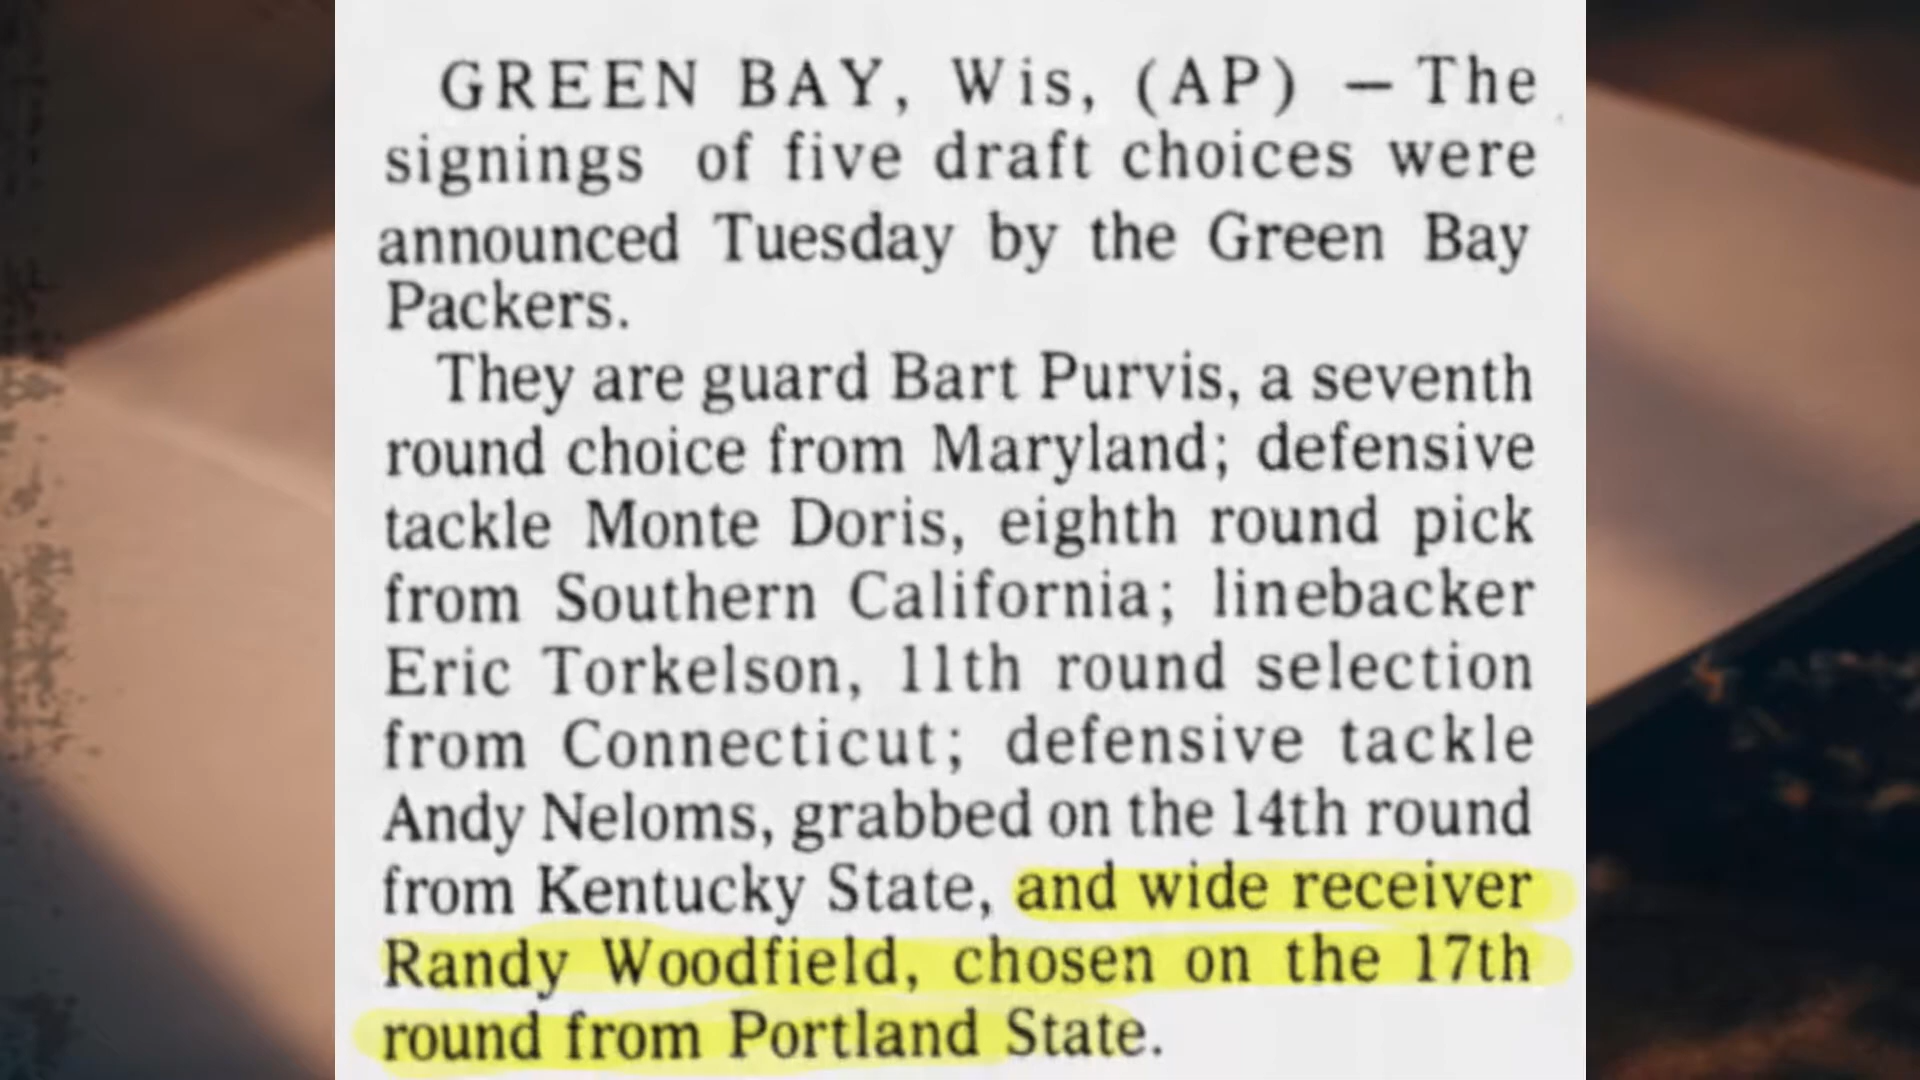 GREEN BAY, Wis, (AP) — The
signings of five draft choices were
announced Tuesday by the Green Bay
Packers.
They are guard Bart Purvis, a seventh
round choice from Maryland; defensive
tackle Monte Doris, eighth round pick
from Southern California; linebacker
Eric Torkelson, 11th round selection
from Connecticut; defensive tackle
Andy Neloms, grabbed on the 14th round
from Kentucky State, and wide receiver
Randy Woodfield, chosen on the 17th
round from Portland State.